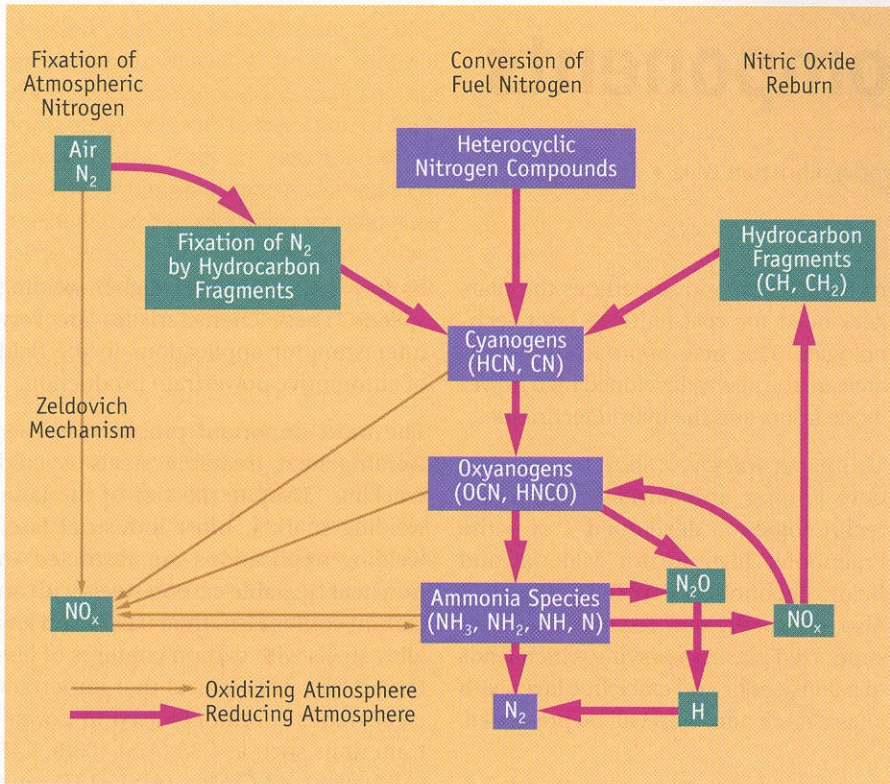 Fixation of
Atmospheric
Nitrogen
Conversion of
Fuel Nitrogen
Nitric Oxide
Reburn
Air
N₂
Heterocyclic
Nitrogen Compounds
Fixation of N₂
by Hydrocarbon
Fragments
Hydrocarbon
Fragments
(CH, CH₂)
Cyanogens
(HCN, CN)
Zeldovich
Mechanism
Oxyanogens
(OCN, HNCO)
N₂O
NOₓ
Ammonia Species
(NH₃, NH₂, NH, N)
NOₓ
Oxidizing Atmosphere
Reducing Atmosphere
N₂
H